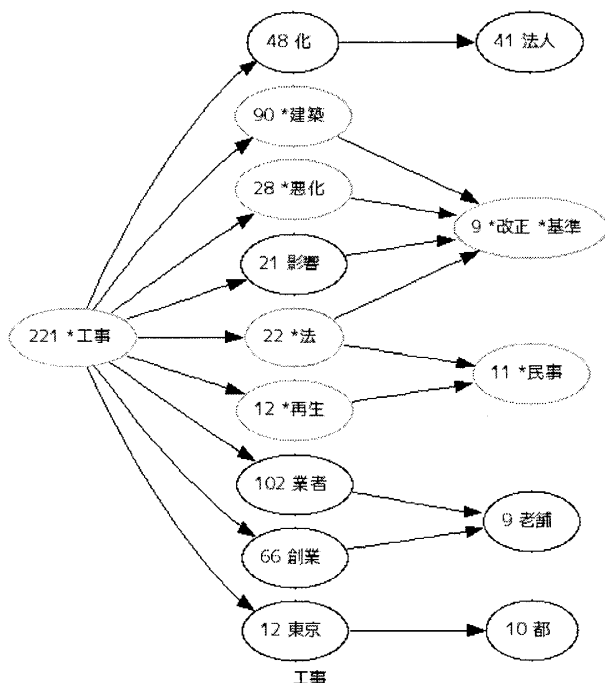 48 化
41 法人
90 *建築
28 *悪化
9 *改正 *基準
21 影響
221 *工事
22 *法
11 *民事
12 *再生
102 業者
9 老舗
66 創業
12 東京
10 都
工事